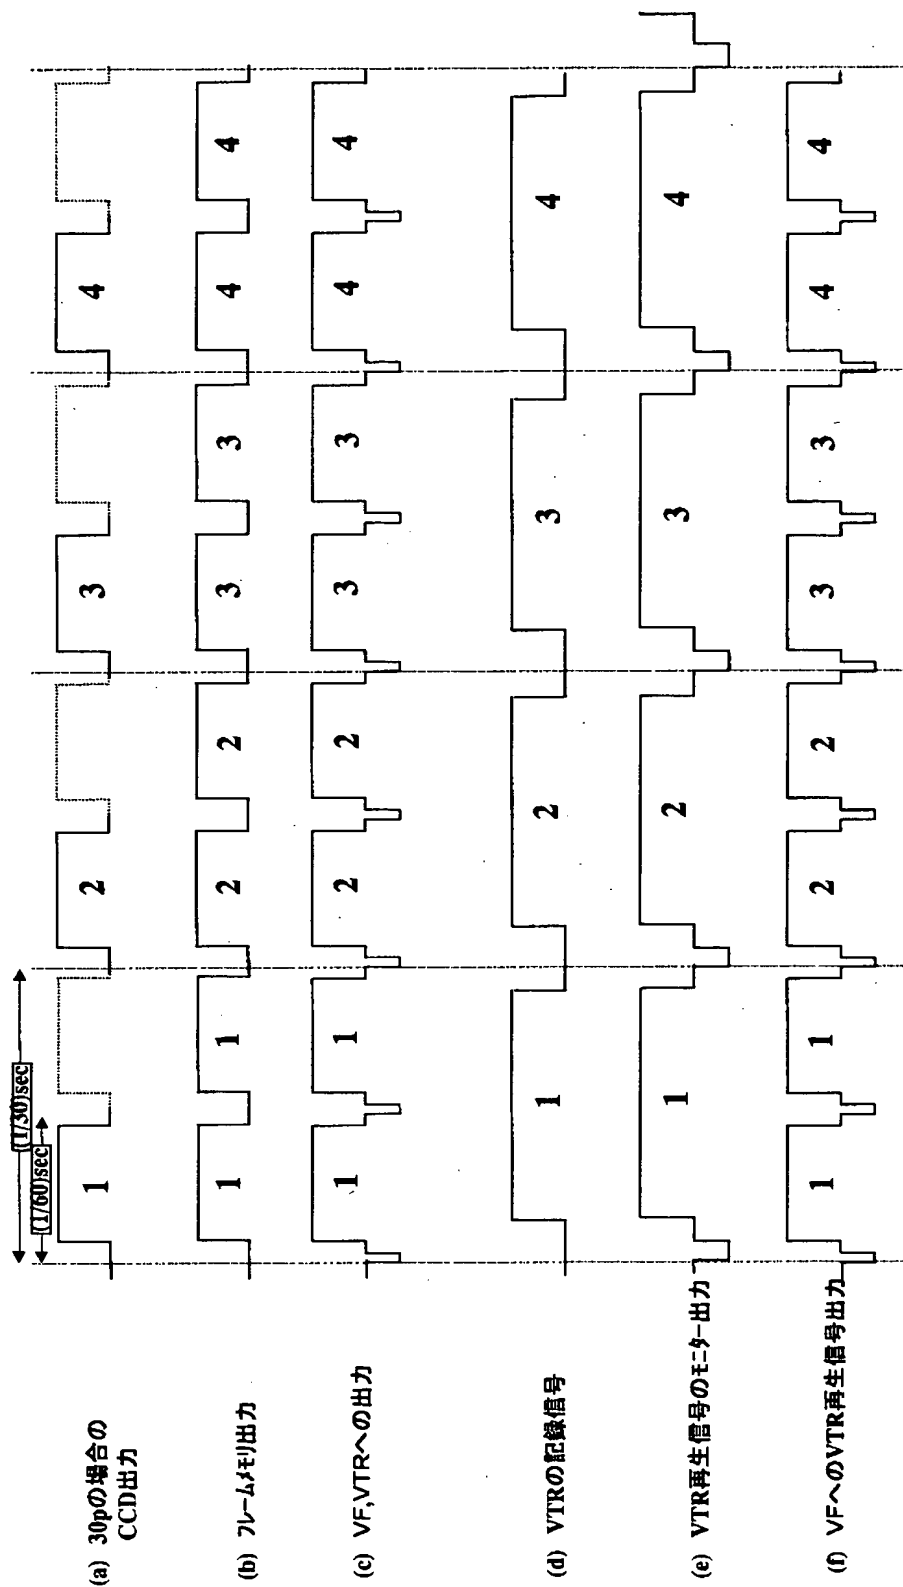 (1/30)sec
(1/60)sec
(a) 30pの場合の
CCD出力
1 2 3 4
(b) フレームメモリ出力
1 1 2 2 3 3 4 4
(c) VF,VTRへの出力
1 1 2 2 3 3 4 4
(d) VTRの記録信号
1 2 3 4
(e) VTR再生信号のモニター出力
1 2 3 4
(f) VFへのVTR再生信号出力
1 1 2 2 3 3 4 4